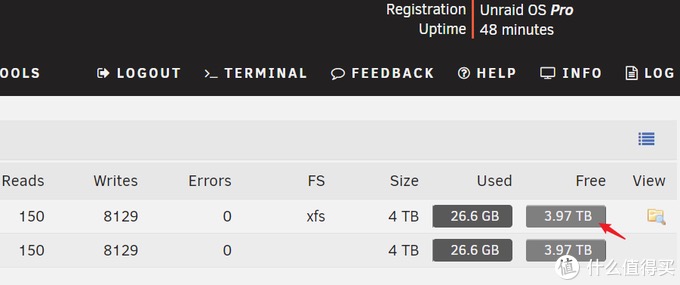 Registration Unraid OS Pro
Uptime 48 minutes
OOLS LOGOUT TERMINAL FEEDBACK HELP INFO LOG
Reads Writes Errors FS Size Used Free View
150 8129 0 xfs 4 TB 26.6 GB 3.97 TB
150 8129 0 4 TB 26.6 GB 3.97 TB
值 什么值得买